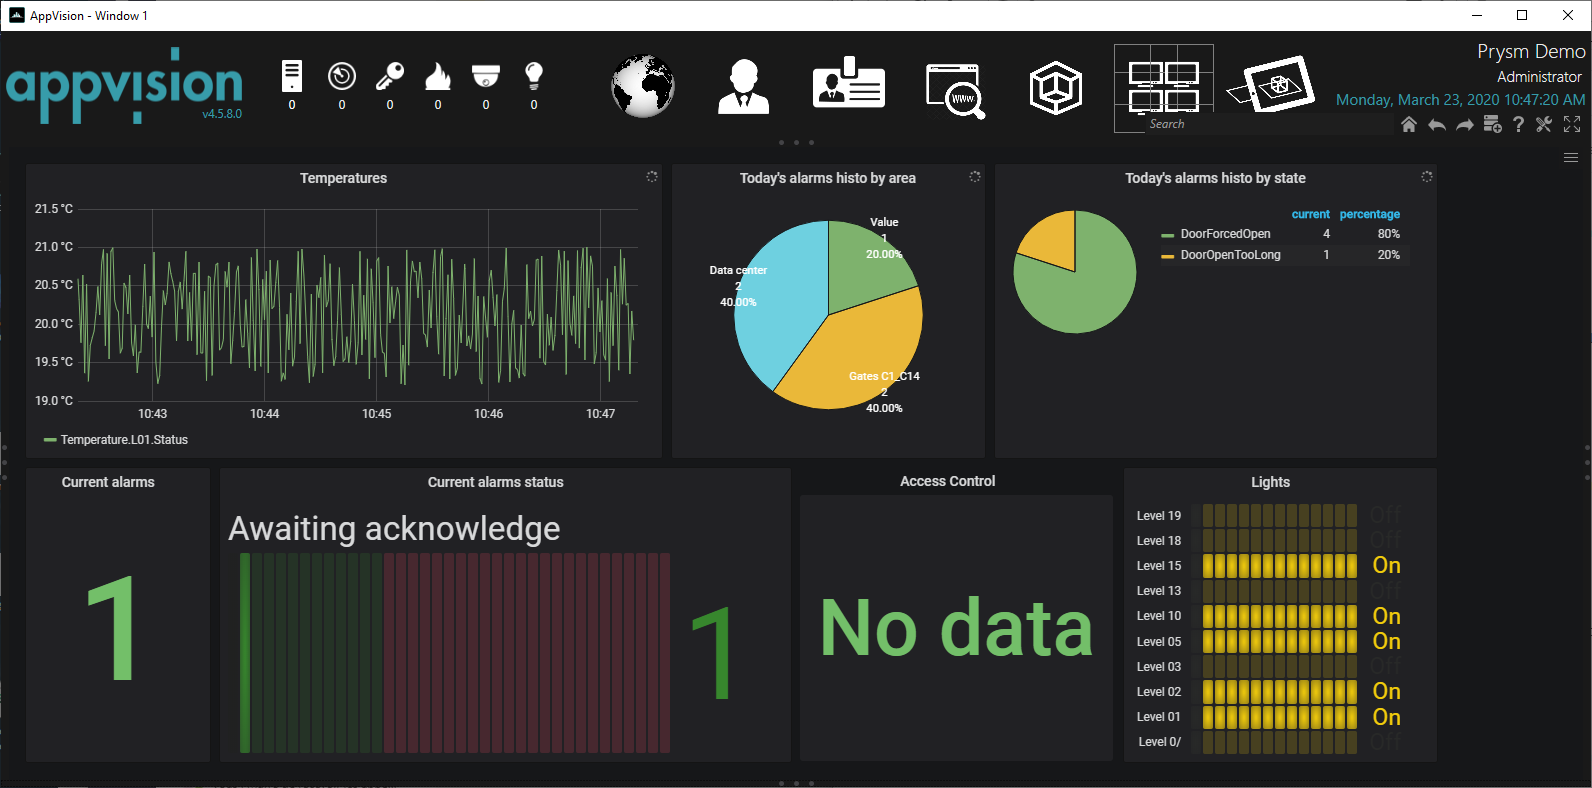 AppVision - Window 1
appvision
v4.5.8.0
0 0 0 0 0 0
www
Prysm Demo
Administrator
Monday, March 23, 2020 10:47:20 AM
Search
?
Temperatures
21.5 °C
21.0 °C
20.5 °C
20.0 °C
19.5 °C
19.0 °C
10:43 10:44 10:45 10:46 10:47
Temperature.L01.Status
Today's alarms histo by area
Value
1
20.00%
Data center
2
40.00%
Gates C1_C14
2
40.00%
Today's alarms histo by state
current percentage
DoorForcedOpen 4 80%
DoorOpenTooLong 1 20%
Current alarms
1
Current alarms status
Awaiting acknowledge
1
Access Control
No data
Lights
Level 19 Off
Level 18 Off
Level 15 On
Level 13 Off
Level 10 On
Level 05 On
Level 03 Off
Level 02 On
Level 01 On
Level 0/ Off